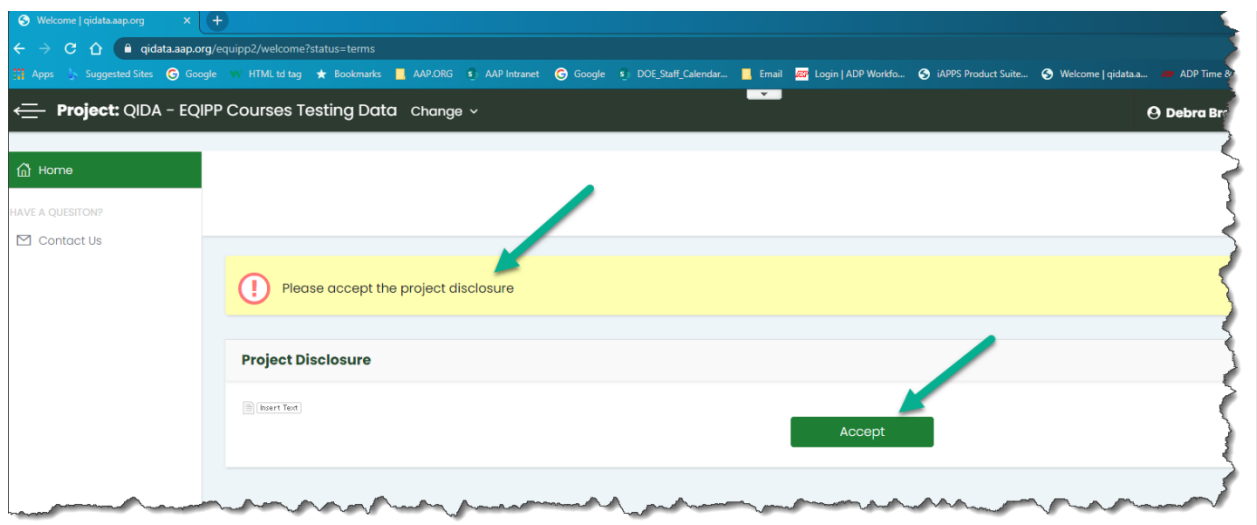 Welcome | qidata.aap.org
qidata.aap.org/equipp2/welcome?status=terms
Apps Suggested Sites Google HTML td tag Bookmarks AAP.ORG AAP Intranet Google DOE_Staff_Calendar... Email Login | ADP Workfo... iAPPS Product Suite... Welcome | qidata.a... ADP Time &
Project: QIDA - EQIPP Courses Testing Data Change
Debra
Home
HAVE A QUESITON?
Contact Us
Please accept the project disclosure
Project Disclosure
Insert Text
Accept